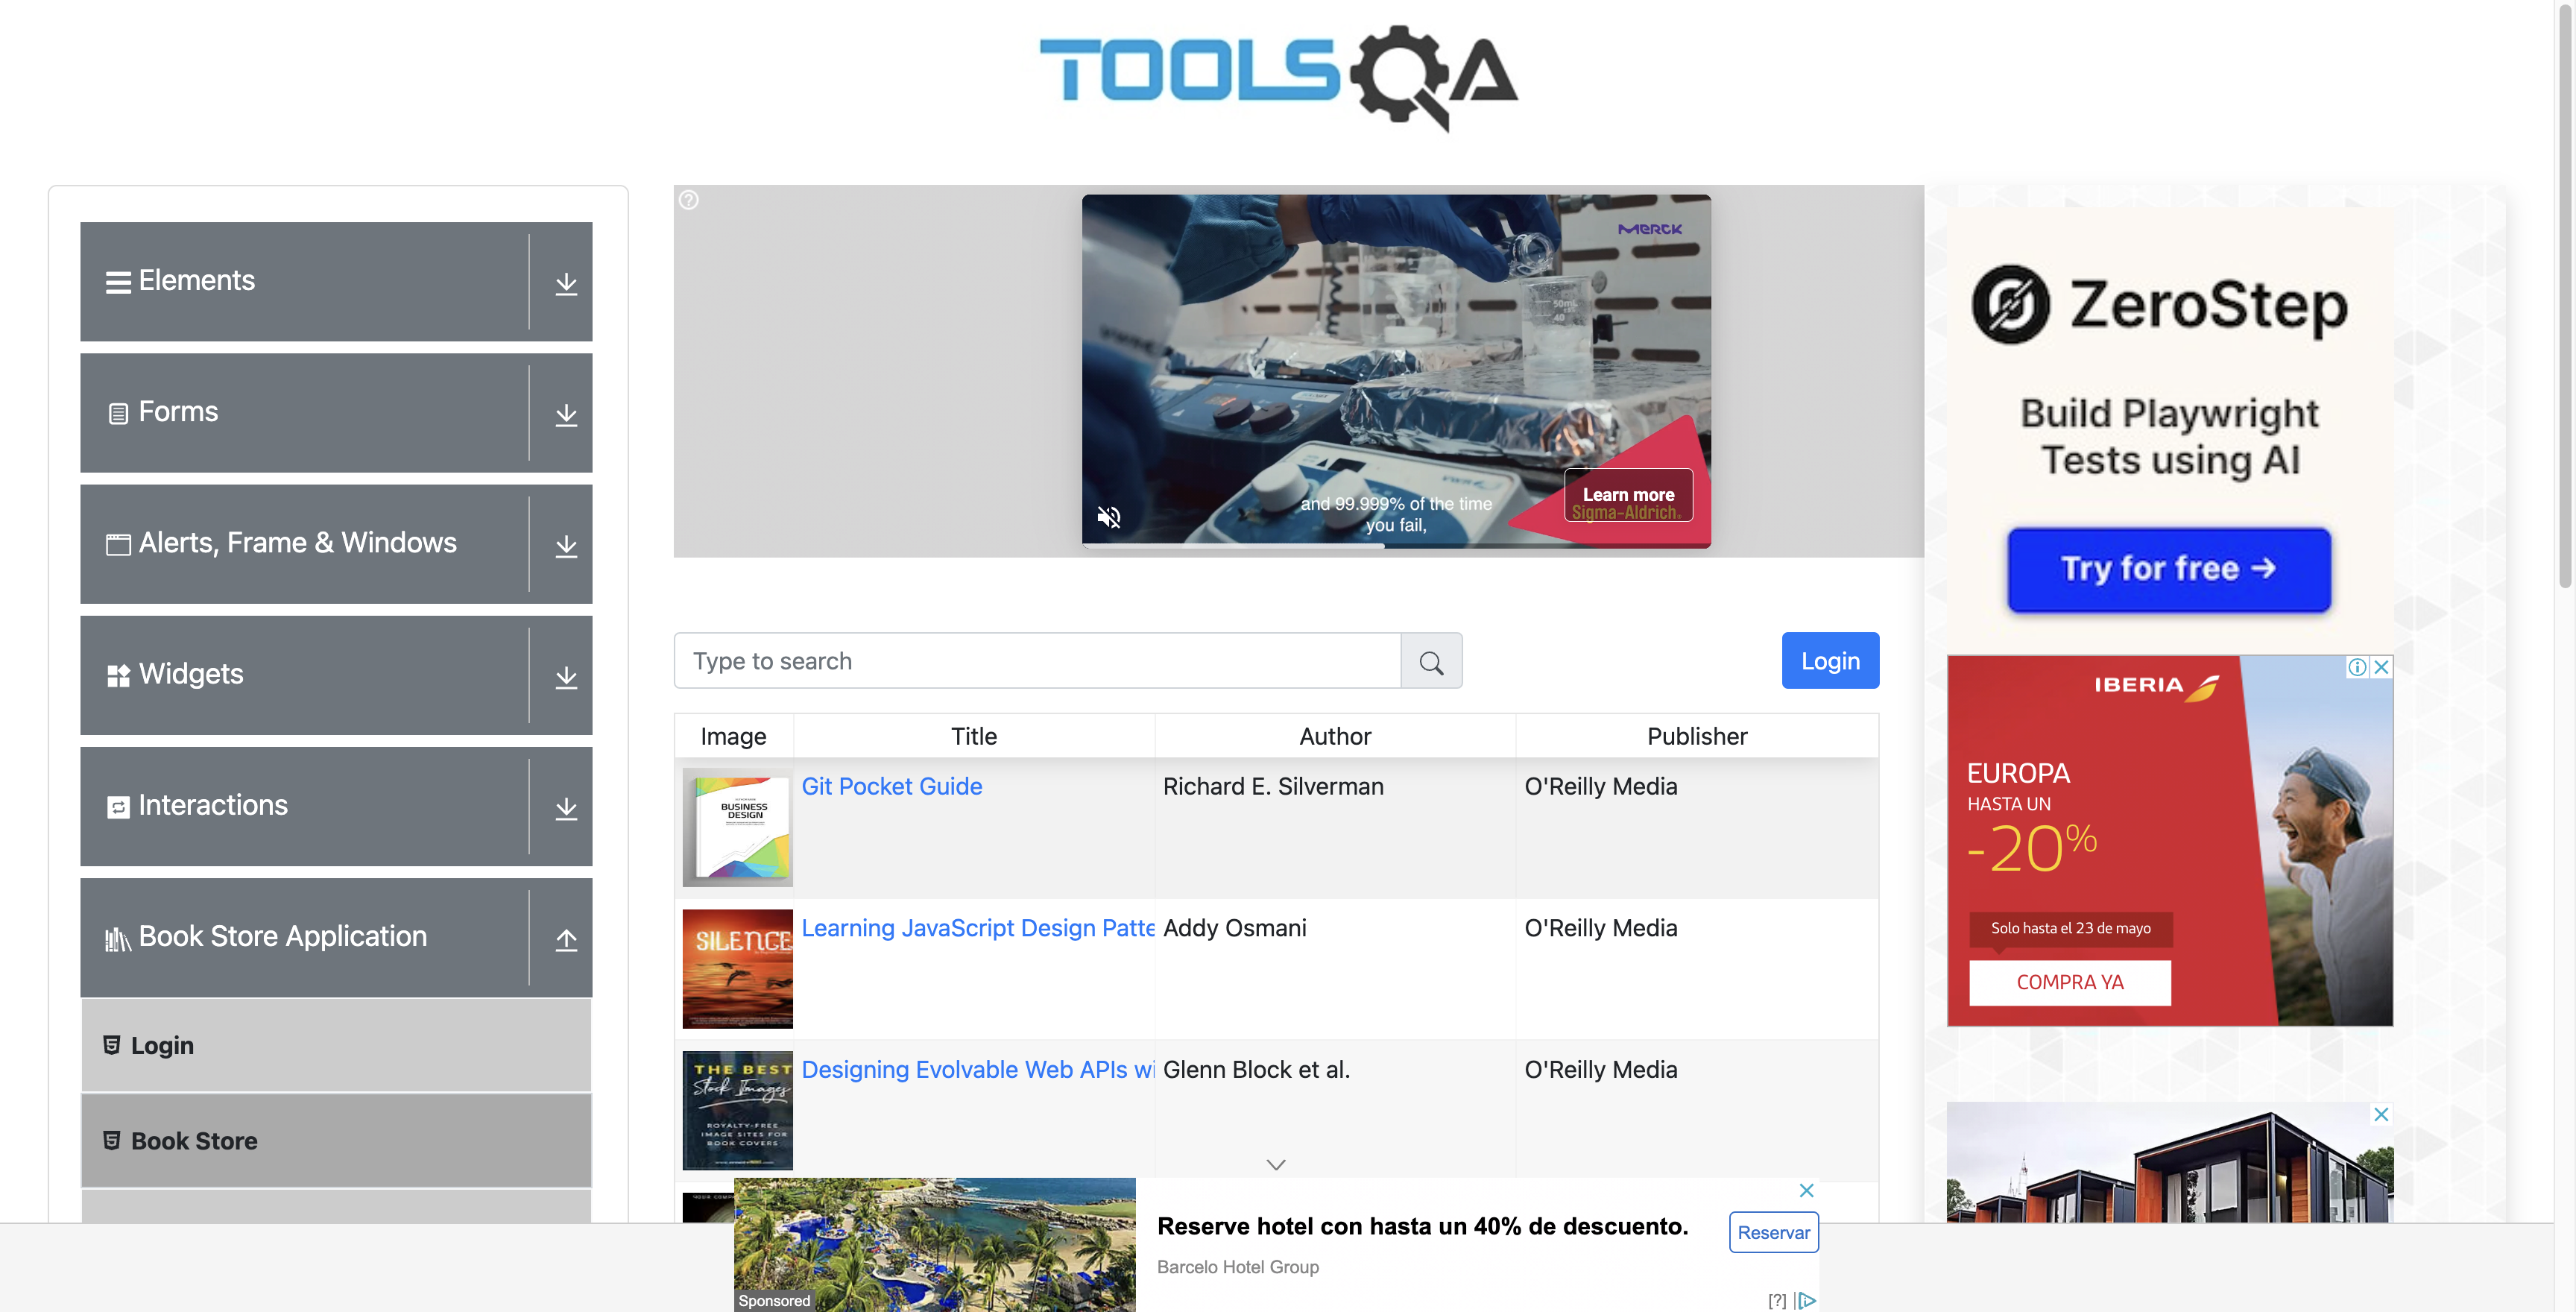 TOOLSQA
Elements
Forms
Alerts, Frame & Windows
Widgets
Interactions
Book Store Application
Login
Book Store
MERCK
50mL
40
and 99.999% of the time
you fail,
Learn more
Sigma-Aldrich.
Type to search
Login
Image Title Author Publisher
BUSINESS
DESIGN
Git Pocket Guide Richard E. Silverman O'Reilly Media
SILENCE
Learning JavaScript Design Patte Addy Osmani O'Reilly Media
THE BEST
Stock Images
ROYALTY-FREE
IMAGE SITES FOR
BOOK COVERS
Designing Evolvable Web APIs wi Glenn Block et al. O'Reilly Media
ZeroStep
Build Playwright
Tests using AI
Try for free →
IBERIA
EUROPA
HASTA UN
-20%
Solo hasta el 23 de mayo
COMPRA YA
Reserve hotel con hasta un 40% de descuento.
Barcelo Hotel Group
Reservar
Sponsored
[?]